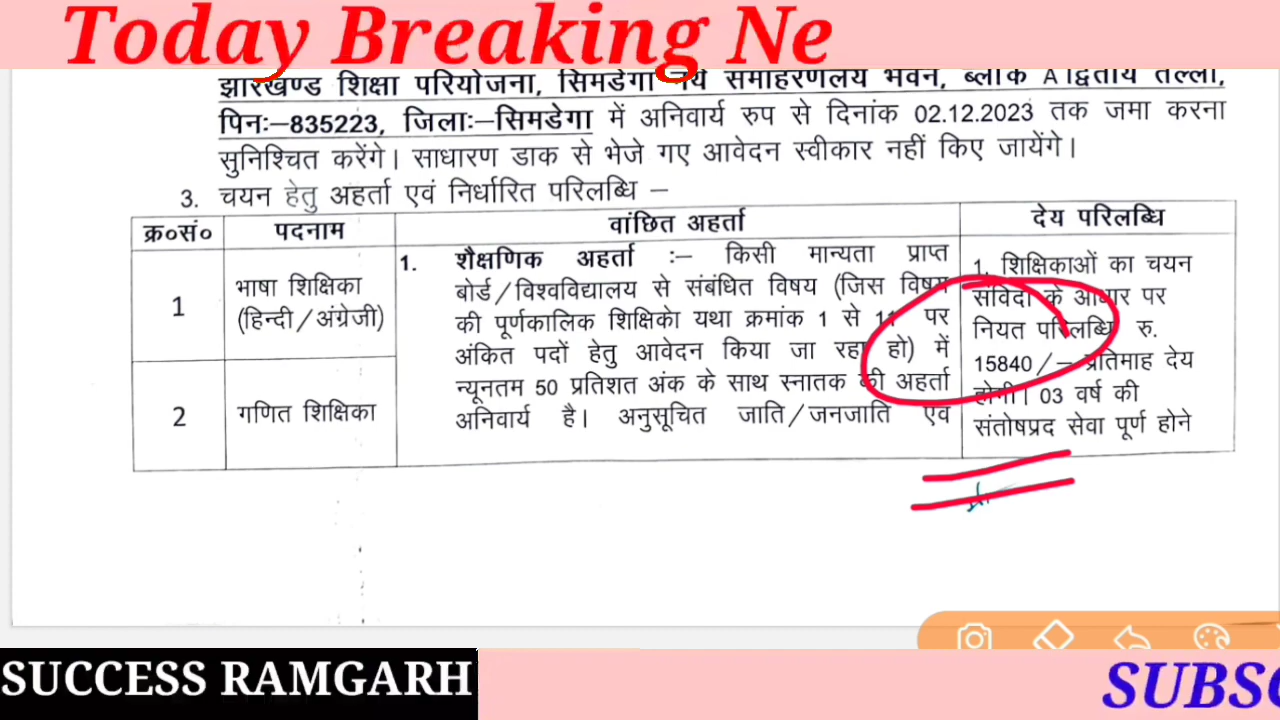 Today Breaking Ne
झारखण्ड शिक्षा परियोजना, सिमडेगा समाहरणलय भवन, ब्लॉक A द्वितीय तल्ला,
पिनः–835223, जिलाः–सिमडेगा में अनिवार्य रुप से दिनांक 02.12.2023 तक जमा करना
सुनिश्चित करेंगे। साधारण डाक से भेजे गए आवेदन स्वीकार नहीं किए जायेंगे।
3. चयन हेतु अहर्ता एवं निर्धारित परिलब्धि –
क्र०सं० पदनाम वांछित अहर्ता देय परिलब्धि
1 भाषा शिक्षिका
(हिन्दी/अंग्रेजी)
2 गणित शिक्षिका
1. शैक्षणिक अहर्ता :– किसी मान्यता प्राप्त
बोर्ड/विश्वविद्यालय से संबंधित विषय (जिस विषय
की पूर्णकालिक शिक्षिका यथा क्रमांक 1 से 11 पर
अंकित पदों हेतु आवेदन किया जा रहा हो) में
न्यूनतम 50 प्रतिशत अंक के साथ स्नातक की अहर्ता
अनिवार्य है। अनुसूचित जाति/जनजाति एवं
1. शिक्षिकाओं का चयन
संविदा के आधार पर
नियत परिलब्धि रु.
15840/– प्रतिमाह देय
होगी। 03 वर्ष की
संतोषप्रद सेवा पूर्ण होने
SUCCESS RAMGARH
SUBSC